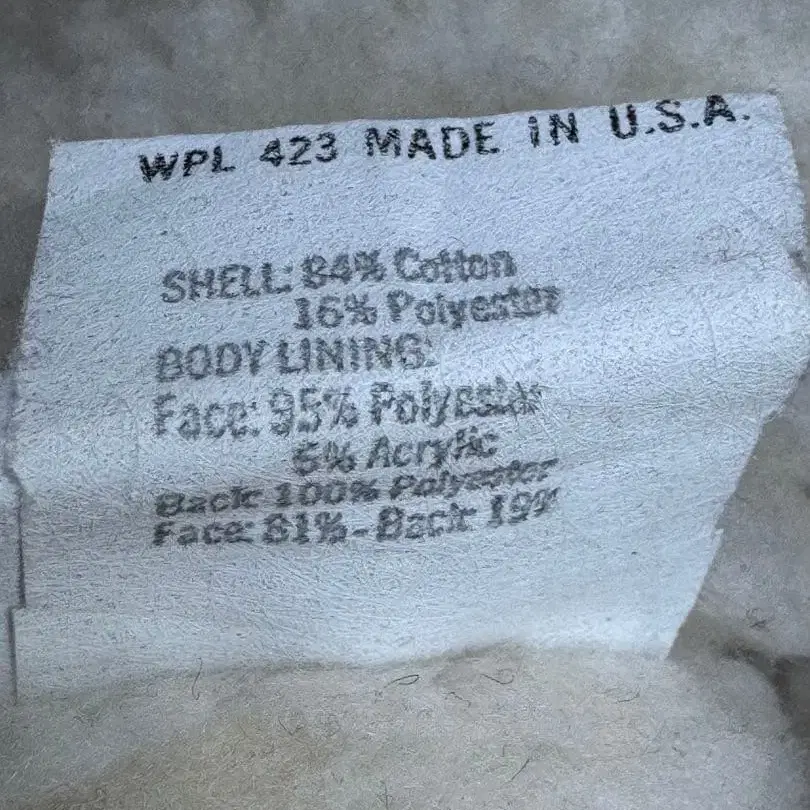 WPL 423 MADE IN U.S.A.
SHELL: 84% Cotton
16% Polyester
BODY LINING:
Face: 95% Polyester
5% Acrylic
Back: 100% Polyester
Face: 81% - Back: 19%